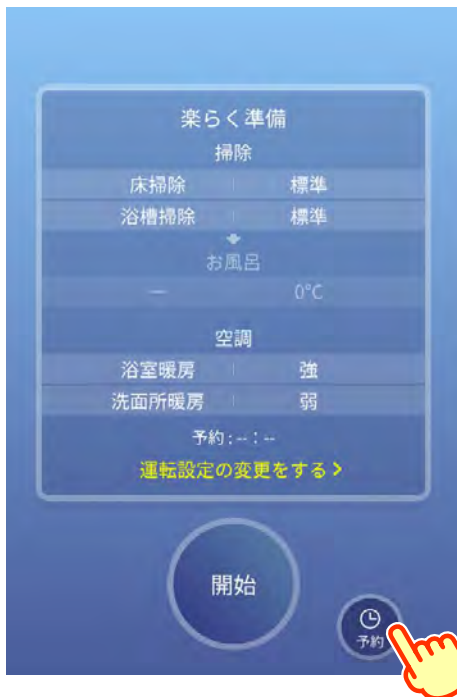 楽らく準備
掃除
床掃除 標準
浴槽掃除 標準
お風呂
— 0℃
空調
浴室暖房 強
洗面所暖房 弱
予約:--:--
運転設定の変更をする>
開始
予約